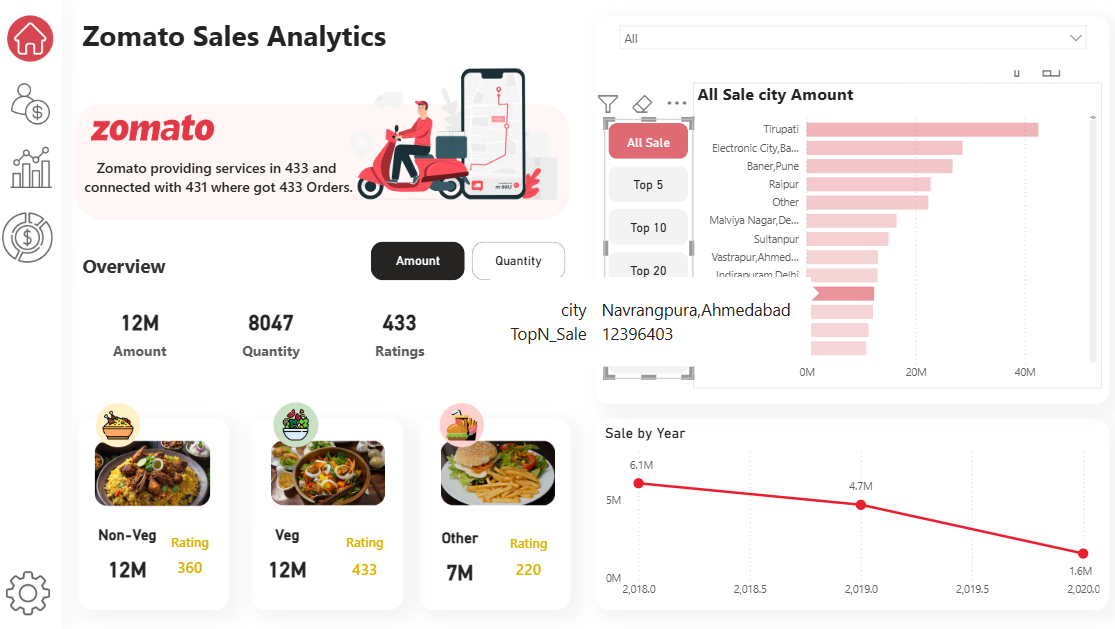 Zomato Sales Analytics
zomato
Zomato providing services in 433 and
connected with 431 where got 433 Orders.
Overview
Amount
Quantity
12M
Amount
8047
Quantity
433
Ratings
Non-Veg
12M
Rating
360
Veg
12M
Rating
433
Other
7M
Rating
220
All
All Sale
Top 5
Top 10
Top 20
All Sale city Amount
Tirupati
Electronic City,Ba...
Baner,Pune
Raipur
Other
Malviya Nagar,De...
Sultanpur
Vastrapur,Ahmed...
Indirapuram,Delhi
city Navrangpura,Ahmedabad
TopN_Sale 12396403
0M 20M 40M
Sale by Year
6.1M
4.7M
1.6M
5M
0M
2,018.0 2,018.5 2,019.0 2,019.5 2,020.0